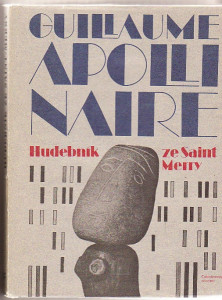 GUILLAUME
APOLLI
NAIRE
Hudebník ze Saint
Merry